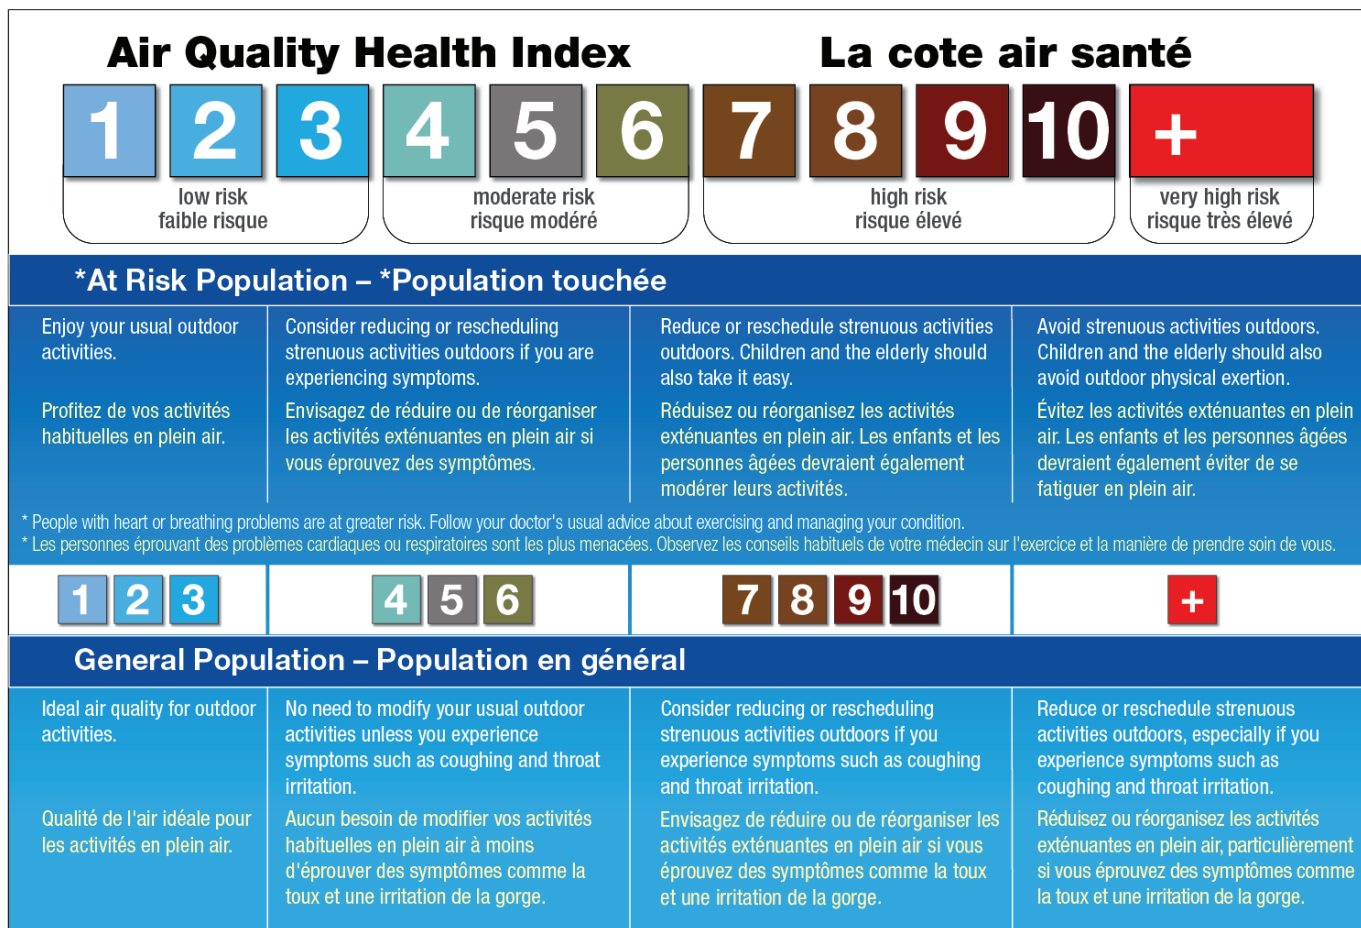 Air Quality Health Index
La cote air santé
1 2 3 4 5 6 7 8 9 10 +
low risk
faible risque
moderate risk
risque modéré
high risk
risque élevé
very high risk
risque très élevé
*At Risk Population – *Population touchée
Enjoy your usual outdoor
activities.
Profitez de vos activités
habituelles en plein air.
Consider reducing or rescheduling
strenuous activities outdoors if you are
experiencing symptoms.
Envisagez de réduire ou de réorganiser
les activités exténuantes en plein air si
vous éprouvez des symptômes.
Reduce or reschedule strenuous activities
outdoors. Children and the elderly should
also take it easy.
Réduisez ou réorganisez les activités
exténuantes en plein air. Les enfants et les
personnes âgées devraient également
modérer leurs activités.
Avoid strenuous activities outdoors.
Children and the elderly should also
avoid outdoor physical exertion.
Évitez les activités exténuantes en plein
air. Les enfants et les personnes âgées
devraient également éviter de se
fatiguer en plein air.
* People with heart or breathing problems are at greater risk. Follow your doctor's usual advice about exercising and managing your condition.
* Les personnes éprouvant des problèmes cardiaques ou respiratoires sont les plus menacées. Observez les conseils habituels de votre médecin sur l'exercice et la manière de prendre soin de vous.
1 2 3 4 5 6 7 8 9 10 +
General Population – Population en général
Ideal air quality for outdoor
activities.
Qualité de l'air idéale pour
les activités en plein air.
No need to modify your usual outdoor
activities unless you experience
symptoms such as coughing and throat
irritation.
Aucun besoin de modifier vos activités
habituelles en plein air à moins
d'éprouver des symptômes comme la
toux et une irritation de la gorge.
Consider reducing or rescheduling
strenuous activities outdoors if you
experience symptoms such as coughing
and throat irritation.
Envisagez de réduire ou de réorganiser les
activités exténuantes en plein air si vous
éprouvez des symptômes comme la toux
et une irritation de la gorge.
Reduce or reschedule strenuous
activities outdoors, especially if you
experience symptoms such as
coughing and throat irritation.
Réduisez ou réorganisez les activités
exténuantes en plein air, particulièrement
si vous éprouvez des symptômes comme
la toux et une irritation de la gorge.